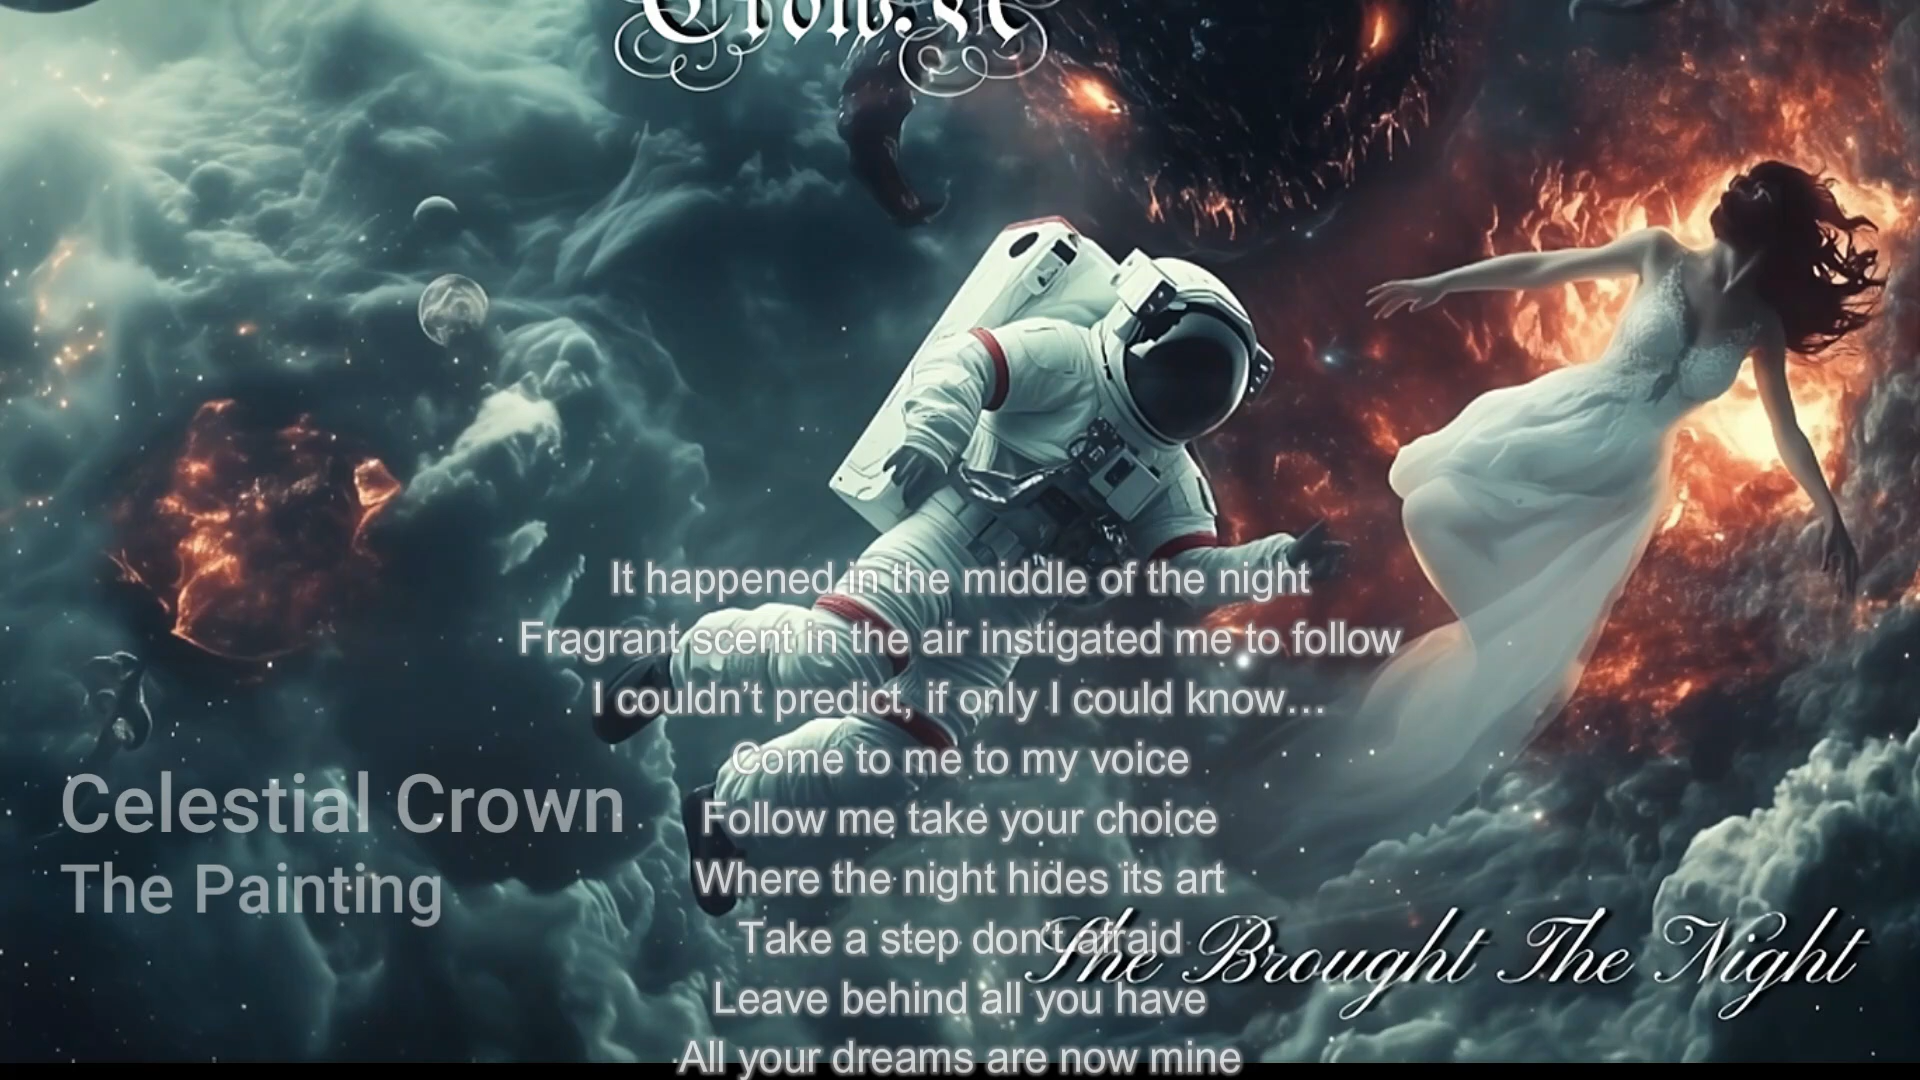 Crown
It happened in the middle of the night
Fragrant scent in the air instigated me to follow
I couldn’t predict, if only I could know…
Come to me to my voice
Follow me take your choice
Where the night hides its art
Take a step don’t afraid
Leave behind all you have
All your dreams are now mine
Celestial Crown
The Painting
She Brought The Night